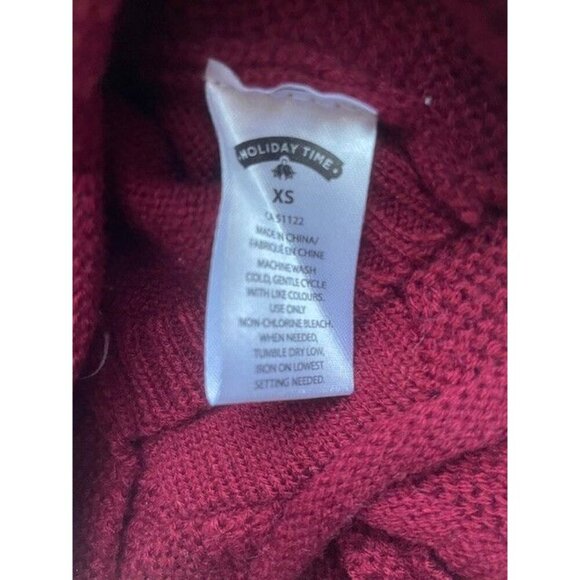 HOLIDAY TIME
XS
CA 51122
MADE IN CHINA/
FABRIQUÉ EN CHINE
MACHINE WASH
COLD, GENTLE CYCLE
WITH LIKE COLOURS.
USE ONLY
NON-CHLORINE BLEACH.
WHEN NEEDED,
TUMBLE DRY LOW,
IRON ON LOWEST
SETTING NEEDED.